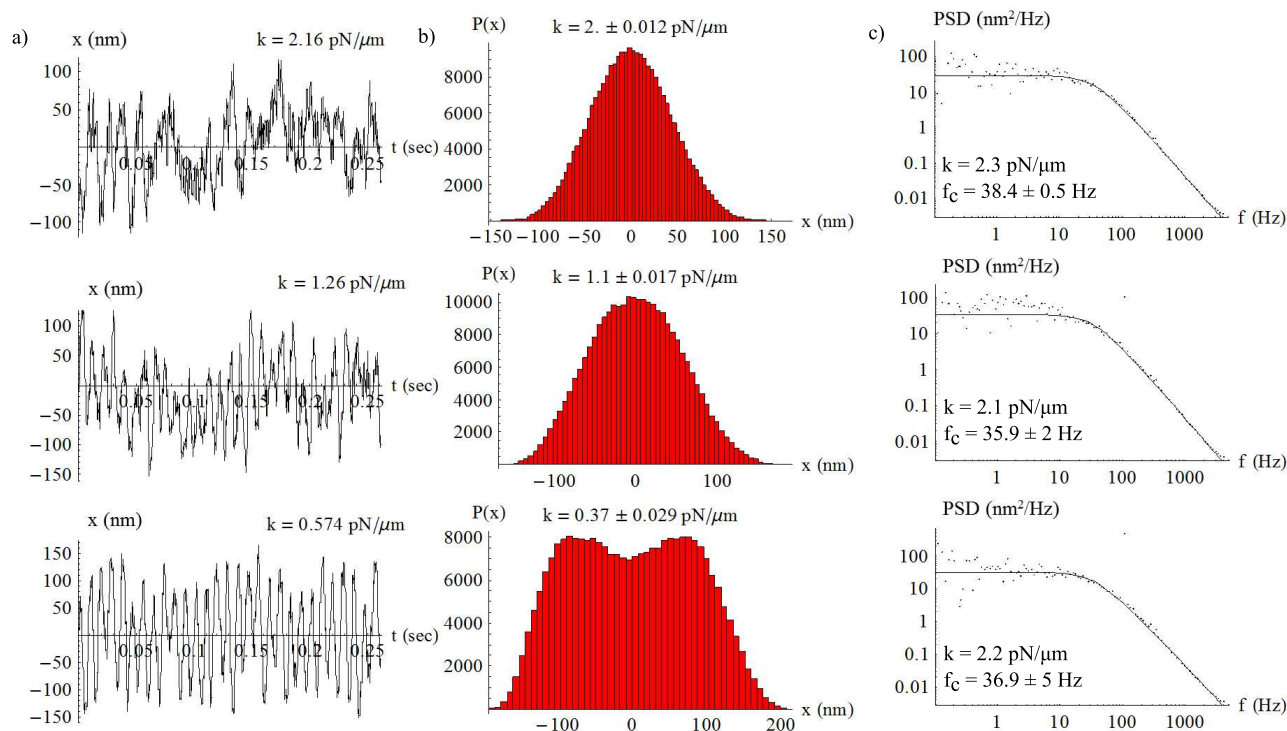 a)
x (nm)
k = 2.16 pN/μm
100
50
−50
−100
0.05
0.1
0.15
0.2
0.25
t (sec)
x (nm)
k = 1.26 pN/μm
100
50
−50
−100
−150
0.05
0.1
0.15
0.2
0.25
t (sec)
x (nm)
k = 0.574 pN/μm
150
100
50
−50
−100
−150
0.05
0.1
0.15
0.2
0.25
t (sec)
b)
P(x)
k = 2. ± 0.012 pN/μm
8000
6000
4000
2000
−150
−100
−50
0
50
100
150
x (nm)
P(x)
k = 1.1 ± 0.017 pN/μm
10000
8000
6000
4000
2000
−100
0
100
x (nm)
P(x)
k = 0.37 ± 0.029 pN/μm
8000
6000
4000
2000
−100
0
100
200
x (nm)
c)
PSD (nm²/Hz)
100
10
1
0.1
0.01
k = 2.3 pN/μm
fc = 38.4 ± 0.5 Hz
1
10
100
1000
f (Hz)
PSD (nm²/Hz)
100
10
1
0.1
0.01
k = 2.1 pN/μm
fc = 35.9 ± 2 Hz
1
10
100
1000
f (Hz)
PSD (nm²/Hz)
100
10
1
0.1
0.01
k = 2.2 pN/μm
fc = 36.9 ± 5 Hz
1
10
100
1000
f (Hz)